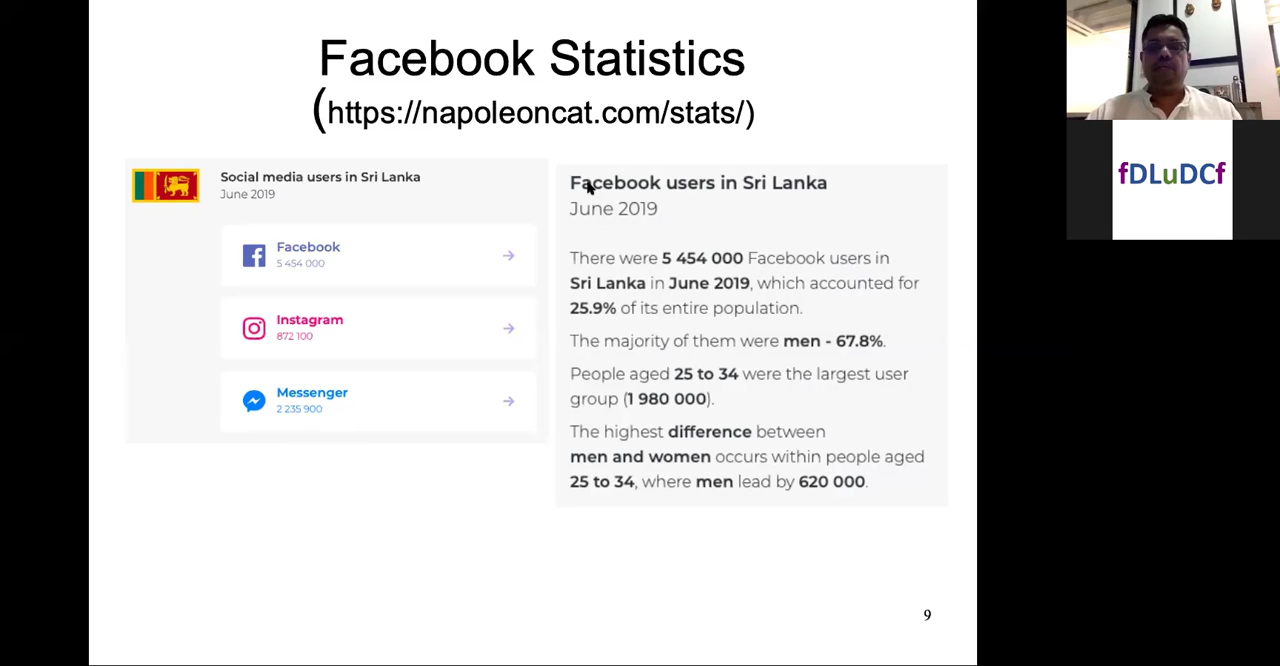 Facebook Statistics
(https://napoleoncat.com/stats/)
Social media users in Sri Lanka
June 2019
Facebook
5 454 000
Instagram
872 100
Messenger
2 235 900
Facebook users in Sri Lanka
June 2019
There were 5 454 000 Facebook users in
Sri Lanka in June 2019, which accounted for
25.9% of its entire population.
The majority of them were men - 67.8%.
People aged 25 to 34 were the largest user
group (1 980 000).
The highest difference between
men and women occurs within people aged
25 to 34, where men lead by 620 000.
9
fDLuDCf